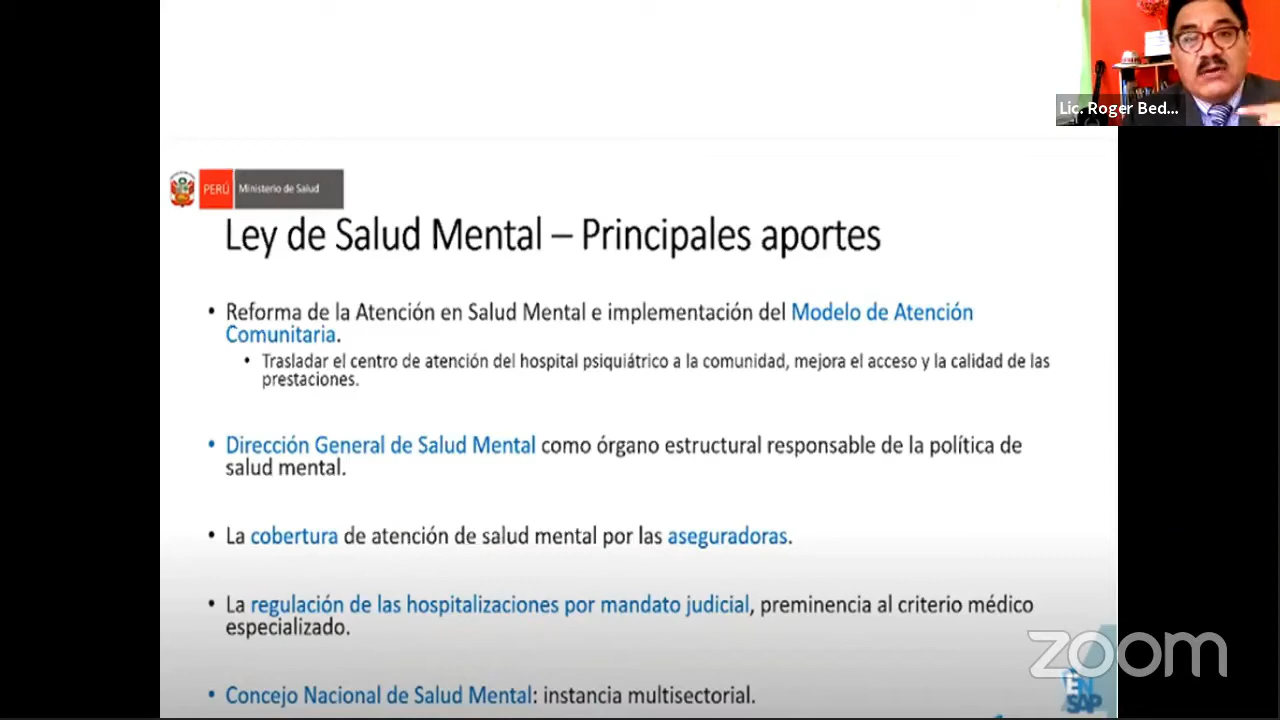 Lic. Roger Bed...
PERÚ Ministerio de Salud
Ley de Salud Mental – Principales aportes
• Reforma de la Atención en Salud Mental e implementación del Modelo de Atención
Comunitaria.
• Trasladar el centro de atención del hospital psiquiátrico a la comunidad, mejora el acceso y la calidad de las
prestaciones.
• Dirección General de Salud Mental como órgano estructural responsable de la política de
salud mental.
• La cobertura de atención de salud mental por las aseguradoras.
• La regulación de las hospitalizaciones por mandato judicial, preminencia al criterio médico
especializado.
• Concejo Nacional de Salud Mental: instancia multisectorial.
zoom
ENSAP